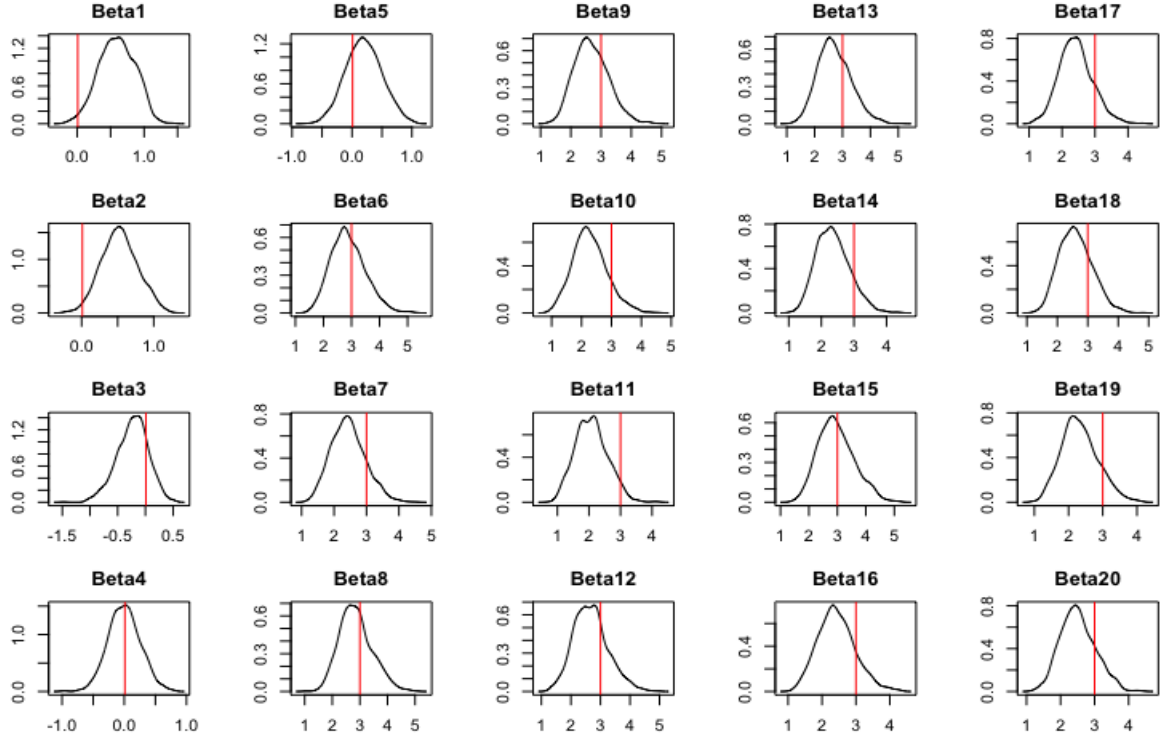 Beta1 Beta5 Beta9 Beta13 Beta17
0.0 0.6 1.2 0.0 0.6 1.2 0.0 0.3 0.6 0.0 0.3 0.6 0.0 0.4 0.8
0.0 1.0 -1.0 0.0 1.0 1 2 3 4 5 1 2 3 4 5 1 2 3 4
Beta2 Beta6 Beta10 Beta14 Beta18
0.0 1.0 0.0 0.3 0.6 0.0 0.4 0.0 0.4 0.8 0.0 0.4
0.0 1.0 1 2 3 4 5 1 2 3 4 5 1 2 3 4 1 2 3 4 5
Beta3 Beta7 Beta11 Beta15 Beta19
0.0 0.6 1.2 0.0 0.4 0.8 0.0 0.4 0.0 0.3 0.6 0.0 0.4
-1.5 -0.5 0.5 1 2 3 4 5 1 2 3 4 1 2 3 4 5 1 2 3 4
Beta4 Beta8 Beta12 Beta16 Beta20
0.0 1.0 0.0 0.3 0.6 0.0 0.3 0.6 0.0 0.4 0.0 0.4 0.8
-1.0 0.0 1.0 1 2 3 4 5 1 2 3 4 5 1 2 3 4 1 2 3 4